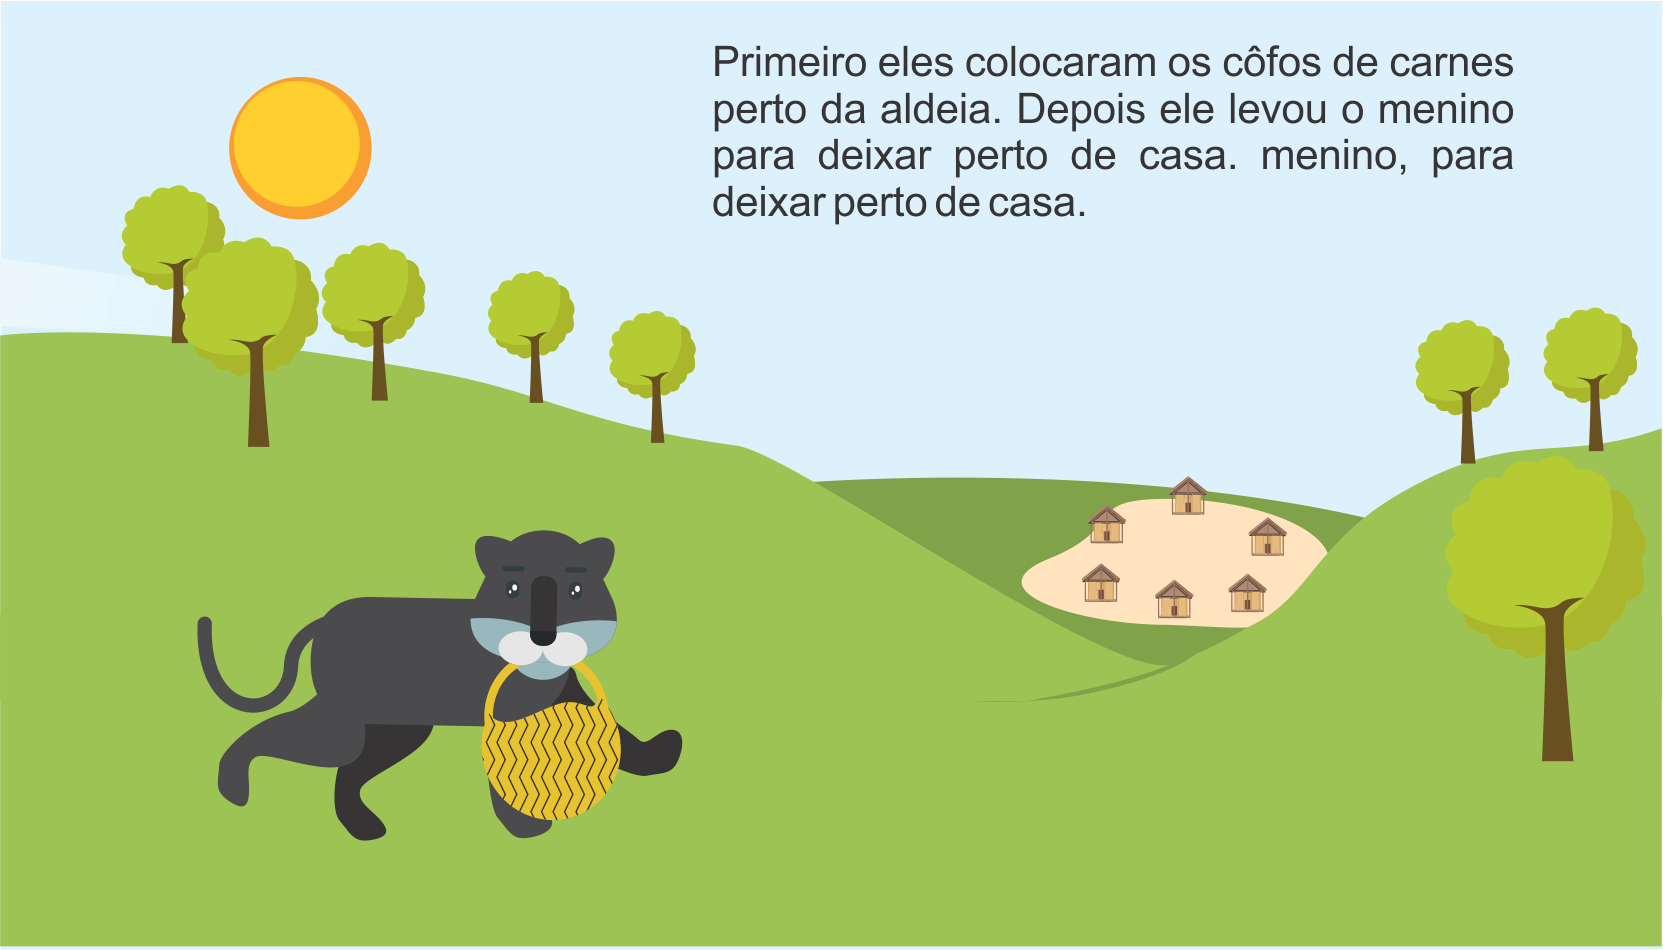 Primeiro eles colocaram os côfos de carnes
perto da aldeia. Depois ele levou o menino
para deixar perto de casa. menino, para
deixar perto de casa.